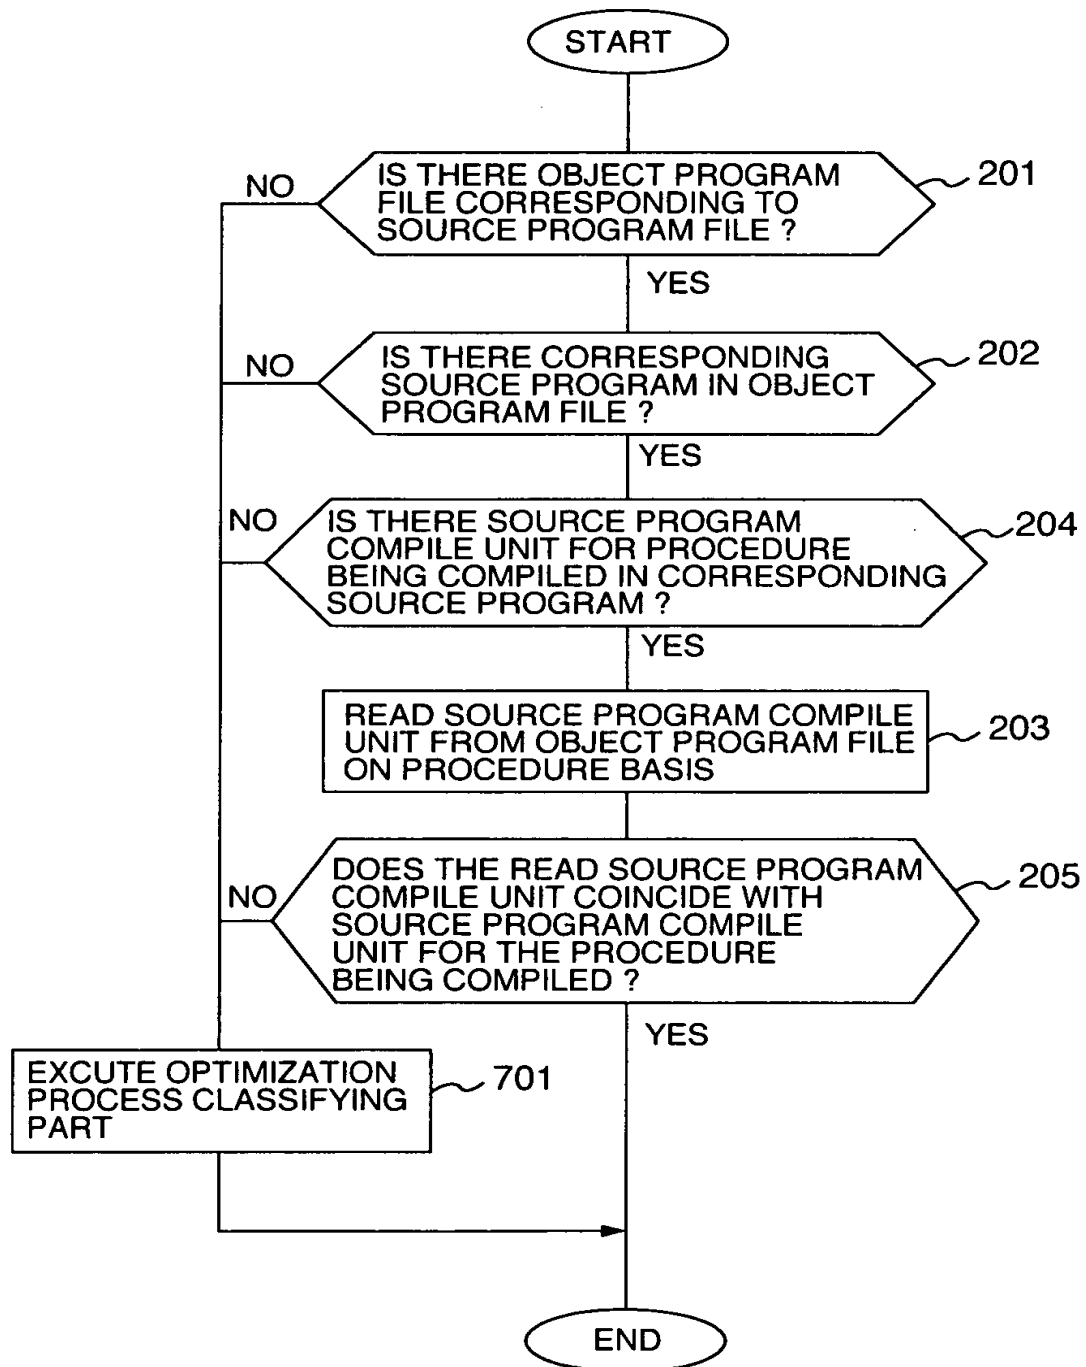 START
IS THERE OBJECT PROGRAM
FILE CORRESPONDING TO
SOURCE PROGRAM FILE ?
201
NO
YES
IS THERE CORRESPONDING
SOURCE PROGRAM IN OBJECT
PROGRAM FILE ?
202
NO
YES
IS THERE SOURCE PROGRAM
COMPILE UNIT FOR PROCEDURE
BEING COMPILED IN CORRESPONDING
SOURCE PROGRAM ?
204
NO
YES
READ SOURCE PROGRAM COMPILE
UNIT FROM OBJECT PROGRAM FILE
ON PROCEDURE BASIS
203
DOES THE READ SOURCE PROGRAM
COMPILE UNIT COINCIDE WITH
SOURCE PROGRAM COMPILE
UNIT FOR THE PROCEDURE
BEING COMPILED ?
205
NO
YES
EXCUTE OPTIMIZATION
PROCESS CLASSIFYING
PART
701
END